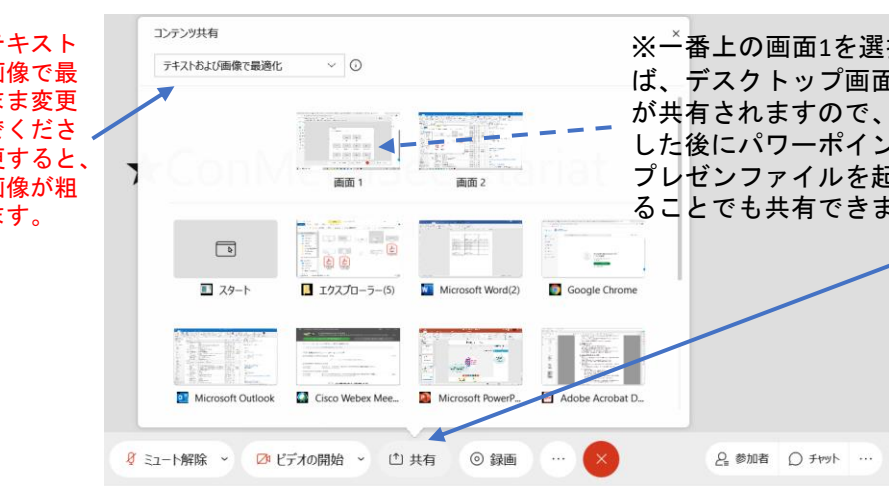 テキスト
画像で最
まま変更
でくださ
更すると、
画像が粗
ます。
コンテンツ共有
テキストおよび画像で最適化
※一番上の画面1を選
ば、デスクトップ画面
が共有されますので、
した後にパワーポイン
プレゼンファイルを起
ることでも共有できま
画面 1
画面 2
スタート
エクスプローラー(5)
Microsoft Word(2)
Google Chrome
Microsoft Outlook
Cisco Webex Mee...
Microsoft PowerP...
Adobe Acrobat D...
ミュート解除
ビデオの開始
共有
録画
参加者
チャット